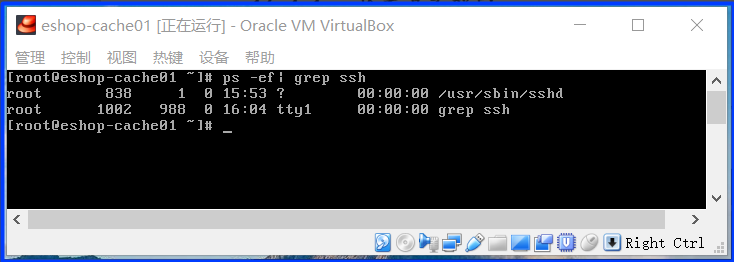 eshop-cache01 [正在运行] - Oracle VM VirtualBox
管理 控制 视图 热键 设备 帮助
[root@eshop-cache01 ~]# ps -ef| grep ssh
root 838 1 0 15:53 ? 00:00:00 /usr/sbin/sshd
root 1002 988 0 16:04 tty1 00:00:00 grep ssh
[root@eshop-cache01 ~]# _
Right Ctrl